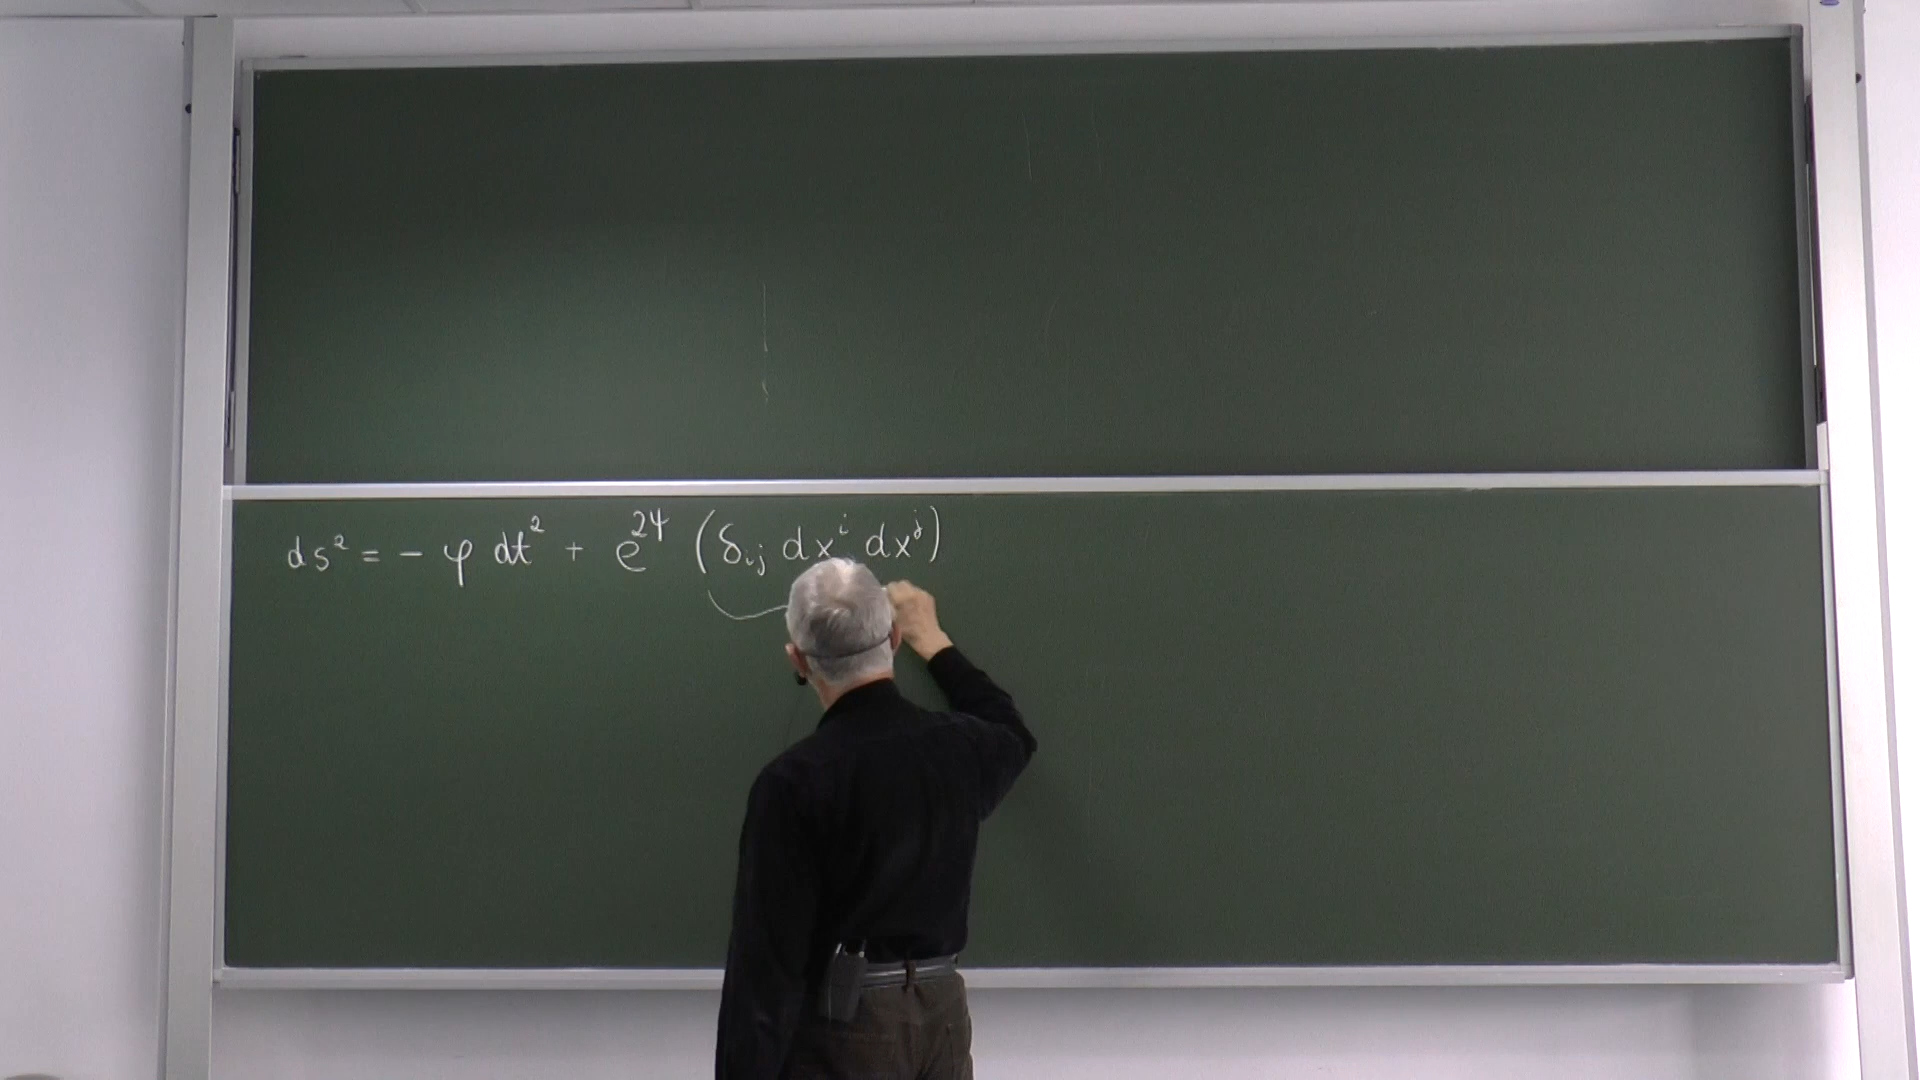 ds² = - φ dt² + e^{2ψ} (δ_{ij} dx^i dx^j)